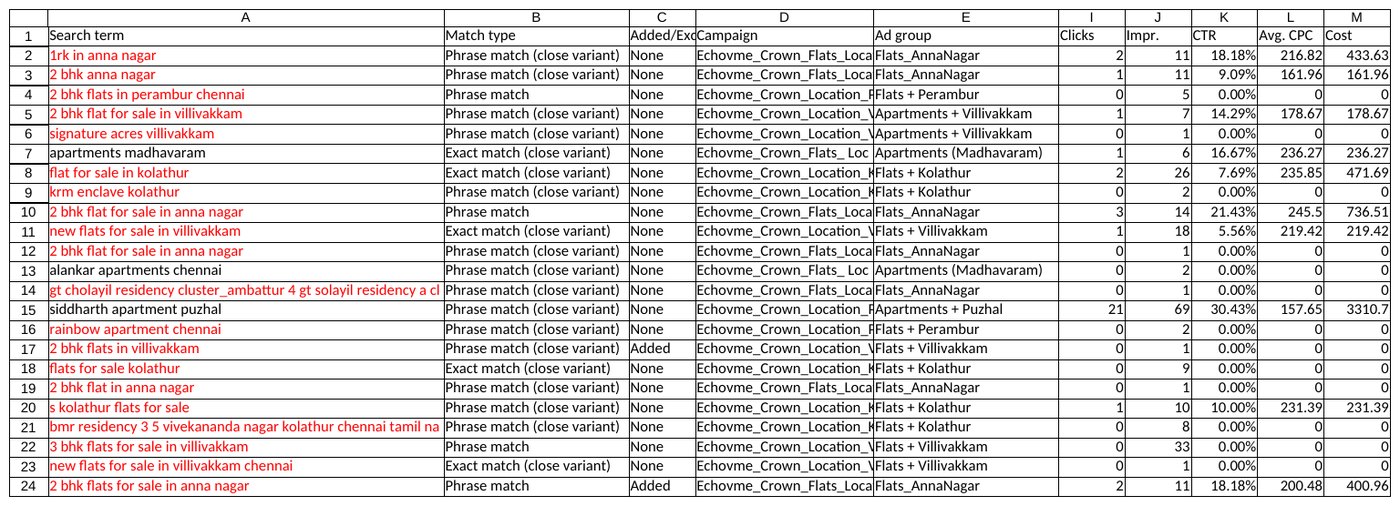 A B C D E I J K L M
1 Search term Match type Added/Exc Campaign Ad group Clicks Impr. CTR Avg. CPC Cost
2 1rk in anna nagar Phrase match (close variant) None Echovme_Crown_Flats_Loca Flats_AnnaNagar 2 11 18.18% 216.82 433.63
3 2 bhk anna nagar Phrase match (close variant) None Echovme_Crown_Flats_Loca Flats_AnnaNagar 1 11 9.09% 161.96 161.96
4 2 bhk flats in perambur chennai Phrase match None Echovme_Crown_Location_P Flats + Perambur 0 5 0.00% 0 0
5 2 bhk flat for sale in villivakkam Phrase match (close variant) None Echovme_Crown_Location_V Apartments + Villivakkam 1 7 14.29% 178.67 178.67
6 signature acres villivakkam Phrase match (close variant) None Echovme_Crown_Location_V Apartments + Villivakkam 0 1 0.00% 0 0
7 apartments madhavaram Exact match (close variant) None Echovme_Crown_Flats_ Loc Apartments (Madhavaram) 1 6 16.67% 236.27 236.27
8 flat for sale in kolathur Exact match (close variant) None Echovme_Crown_Location_K Flats + Kolathur 2 26 7.69% 235.85 471.69
9 krm enclave kolathur Phrase match (close variant) None Echovme_Crown_Location_K Flats + Kolathur 0 2 0.00% 0 0
10 2 bhk flat for sale in anna nagar Phrase match None Echovme_Crown_Flats_Loca Flats_AnnaNagar 3 14 21.43% 245.5 736.51
11 new flats for sale in villivakkam Exact match (close variant) None Echovme_Crown_Location_V Flats + Villivakkam 1 18 5.56% 219.42 219.42
12 2 bhk flat for sale in anna nagar Phrase match (close variant) None Echovme_Crown_Flats_Loca Flats_AnnaNagar 0 1 0.00% 0 0
13 alankar apartments chennai Phrase match (close variant) None Echovme_Crown_Flats_ Loc Apartments (Madhavaram) 0 2 0.00% 0 0
14 gt cholayil residency cluster_ambattur 4 gt solayil residency a cl Phrase match (close variant) None Echovme_Crown_Flats_Loca Flats_AnnaNagar 0 1 0.00% 0 0
15 siddharth apartment puzhal Phrase match (close variant) None Echovme_Crown_Location_P Apartments + Puzhal 21 69 30.43% 157.65 3310.7
16 rainbow apartment chennai Phrase match (close variant) None Echovme_Crown_Location_P Flats + Perambur 0 2 0.00% 0 0
17 2 bhk flats in villivakkam Phrase match (close variant) Added Echovme_Crown_Location_V Flats + Villivakkam 0 1 0.00% 0 0
18 flats for sale kolathur Exact match (close variant) None Echovme_Crown_Location_K Flats + Kolathur 0 9 0.00% 0 0
19 2 bhk flat in anna nagar Phrase match (close variant) None Echovme_Crown_Flats_Loca Flats_AnnaNagar 0 1 0.00% 0 0
20 s kolathur flats for sale Phrase match (close variant) None Echovme_Crown_Location_K Flats + Kolathur 1 10 10.00% 231.39 231.39
21 bmr residency 3 5 vivekananda nagar kolathur chennai tamil na Phrase match (close variant) None Echovme_Crown_Location_K Flats + Kolathur 0 8 0.00% 0 0
22 3 bhk flats for sale in villivakkam Phrase match None Echovme_Crown_Location_V Flats + Villivakkam 0 33 0.00% 0 0
23 new flats for sale in villivakkam chennai Exact match (close variant) None Echovme_Crown_Location_V Flats + Villivakkam 0 1 0.00% 0 0
24 2 bhk flats for sale in anna nagar Phrase match Added Echovme_Crown_Flats_Loca Flats_AnnaNagar 2 11 18.18% 200.48 400.96